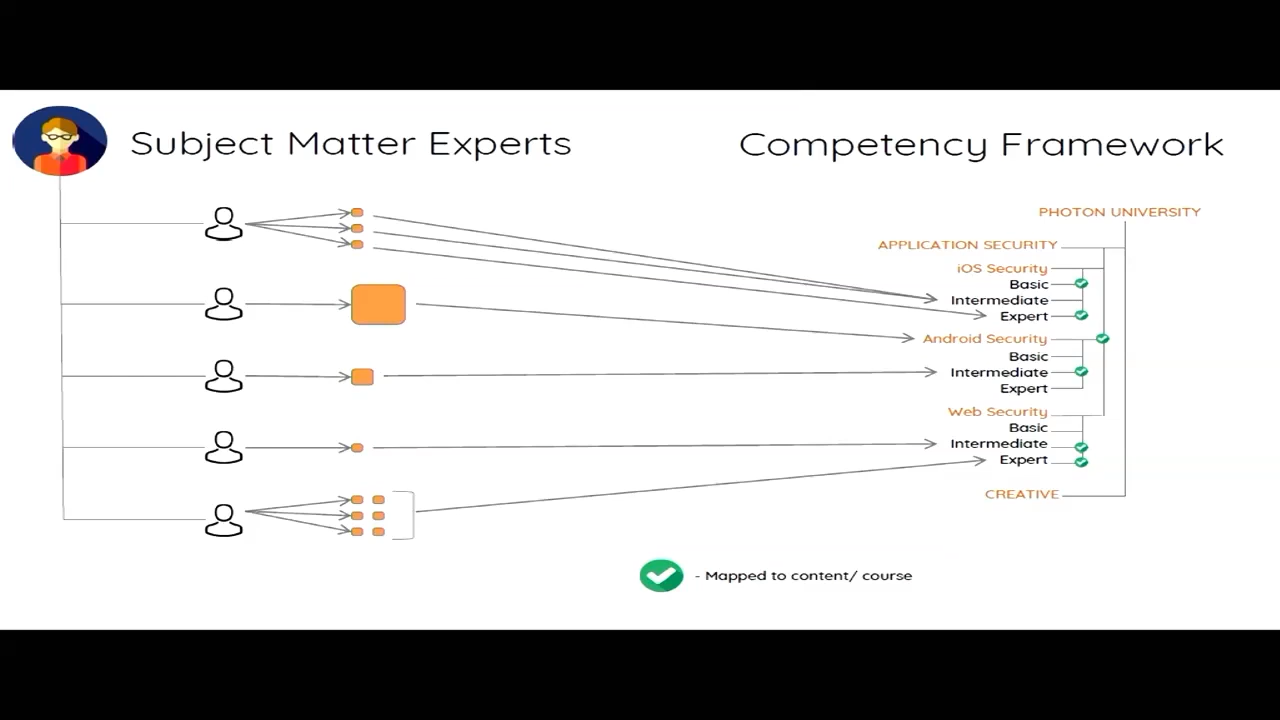 Subject Matter Experts
Competency Framework
PHOTON UNIVERSITY
APPLICATION SECURITY
iOS Security
Basic
Intermediate
Expert
Android Security
Basic
Intermediate
Expert
Web Security
Basic
Intermediate
Expert
CREATIVE
- Mapped to content/ course